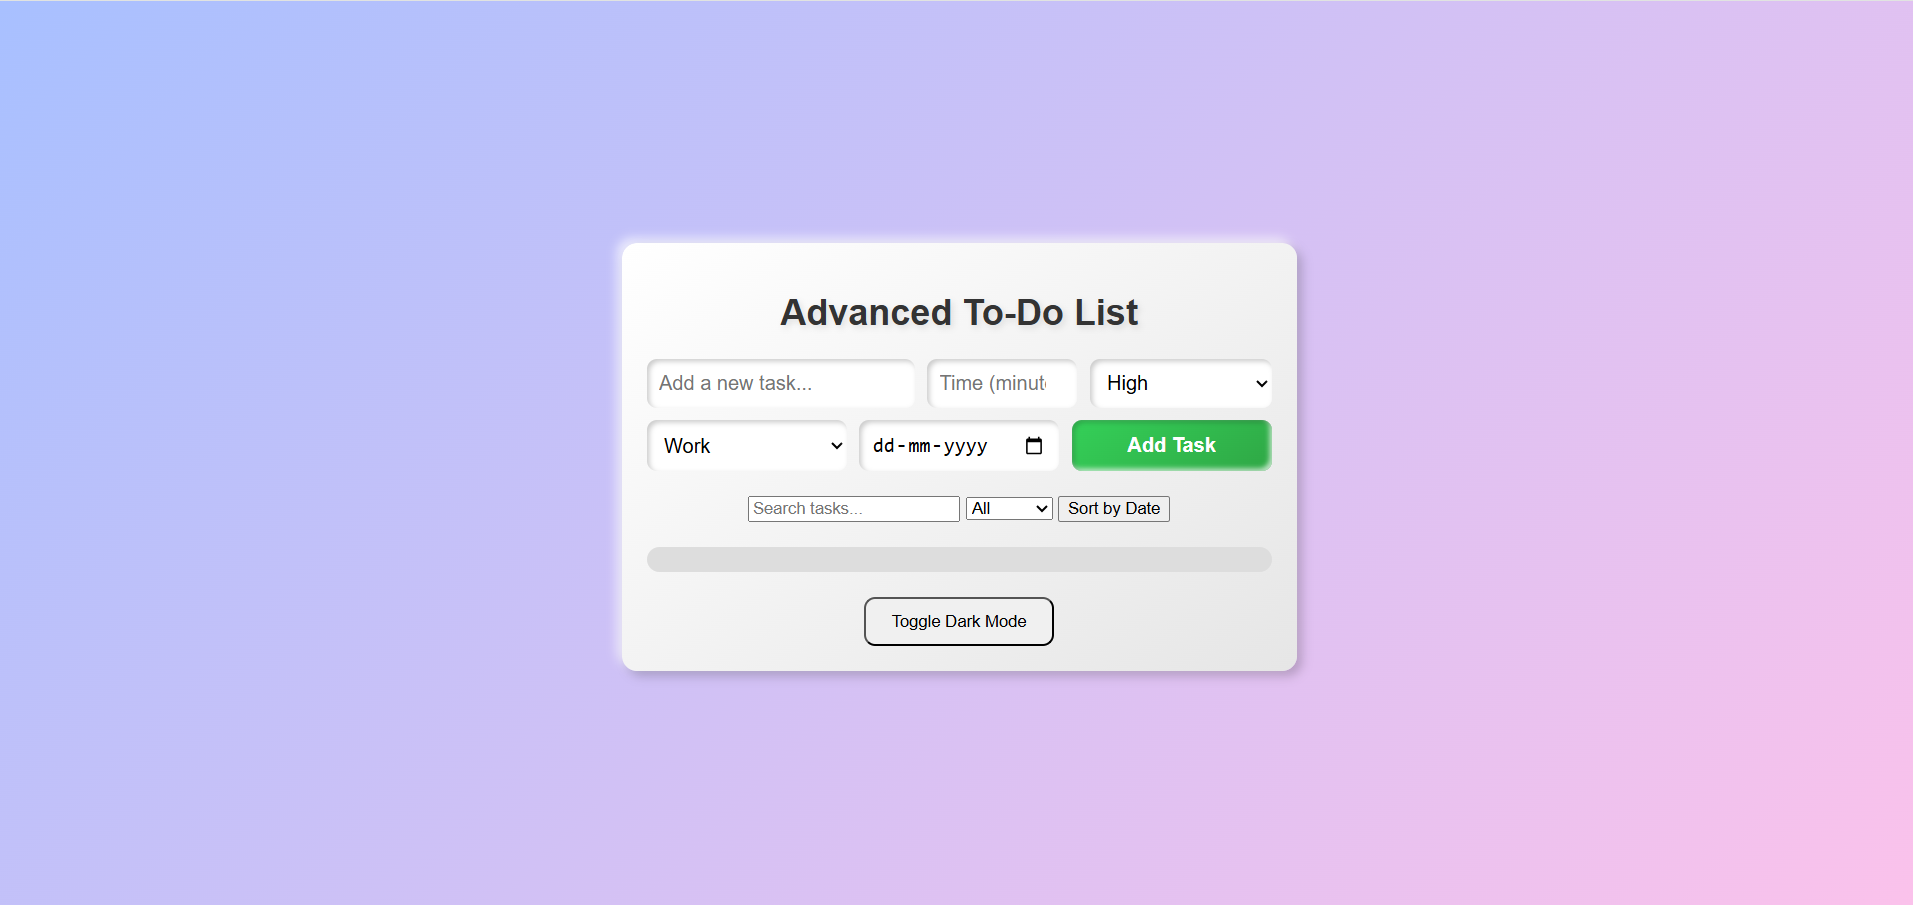 Advanced To-Do List
Add a new task... Time (minut High
Work dd-mm-yyyy Add Task
Search tasks... All Sort by Date
Toggle Dark Mode